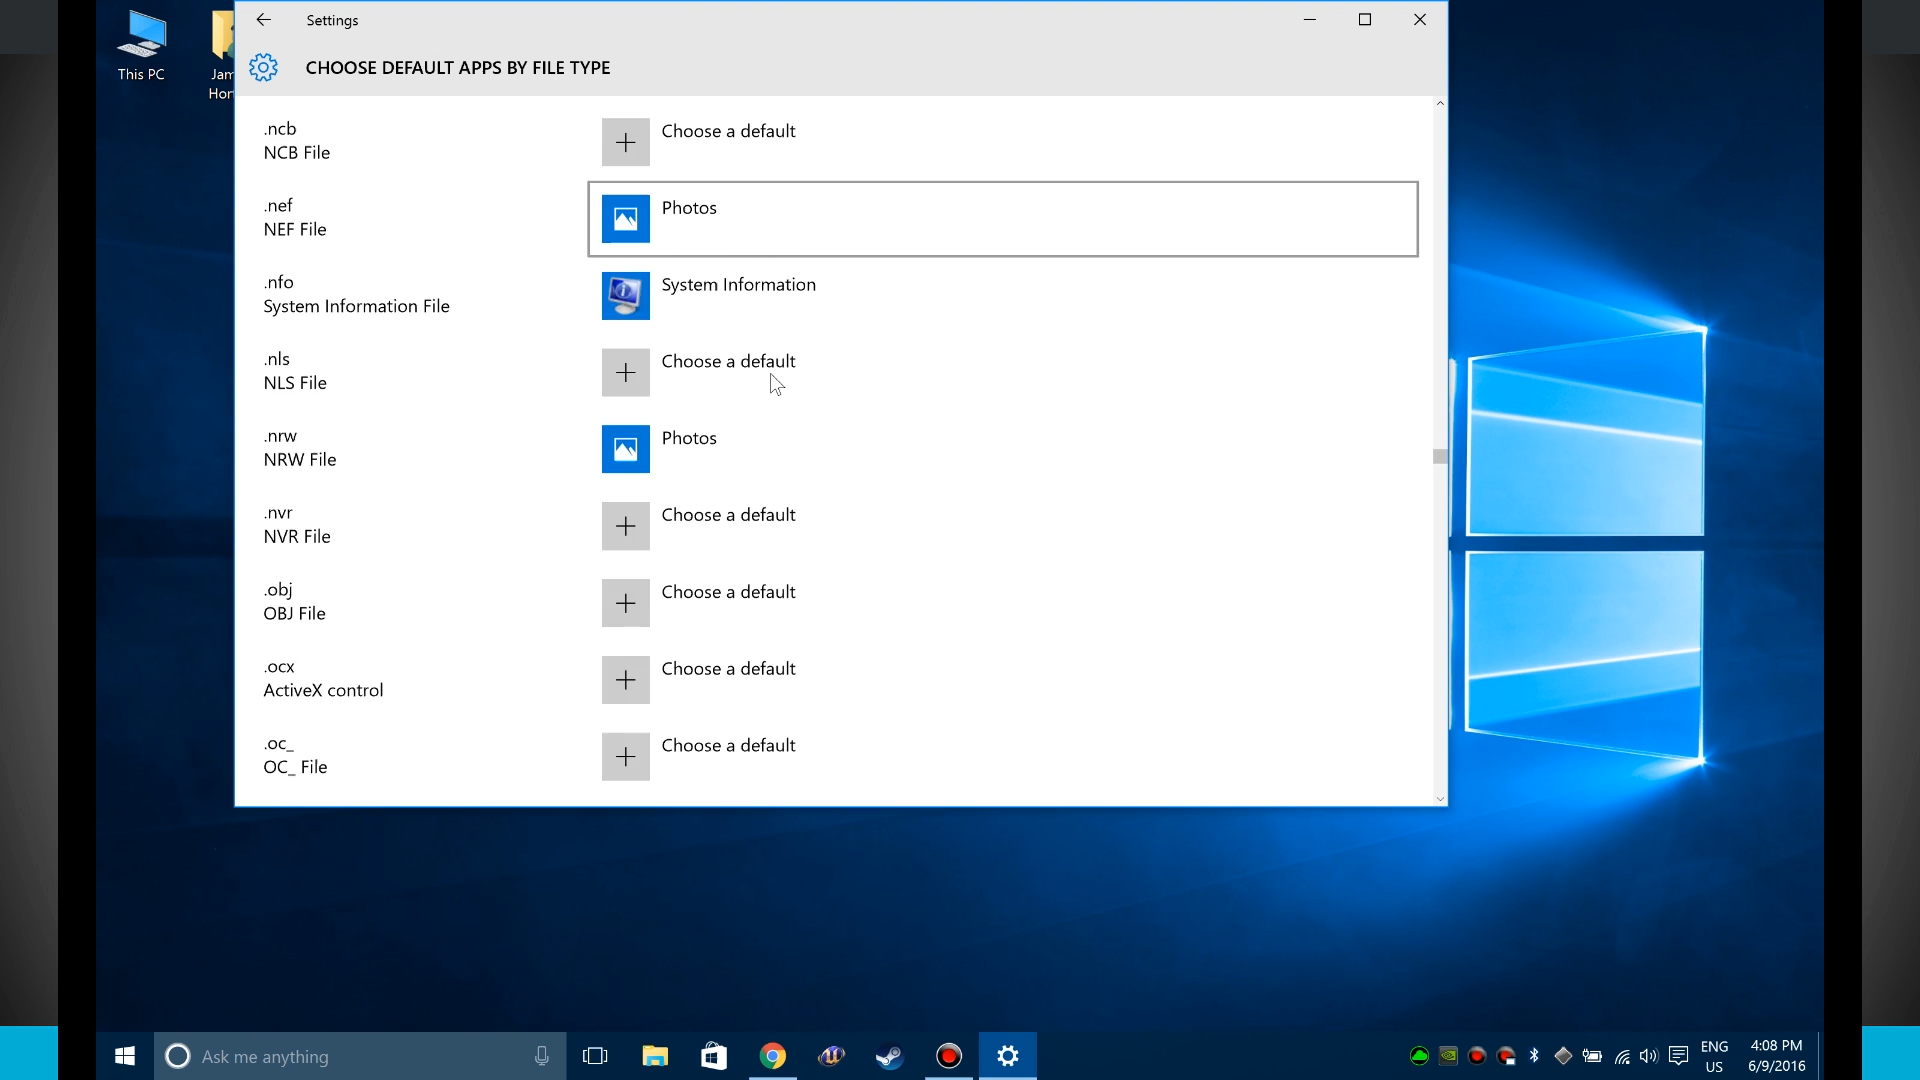 This PC
Jam
Hor
Settings
CHOOSE DEFAULT APPS BY FILE TYPE
.ncb
NCB File
Choose a default
.nef
NEF File
Photos
.nfo
System Information File
System Information
.nls
NLS File
Choose a default
.nrw
NRW File
Photos
.nvr
NVR File
Choose a default
.obj
OBJ File
Choose a default
.ocx
ActiveX control
Choose a default
.oc_
OC_ File
Choose a default
Ask me anything
ENG
US
4:08 PM
6/9/2016